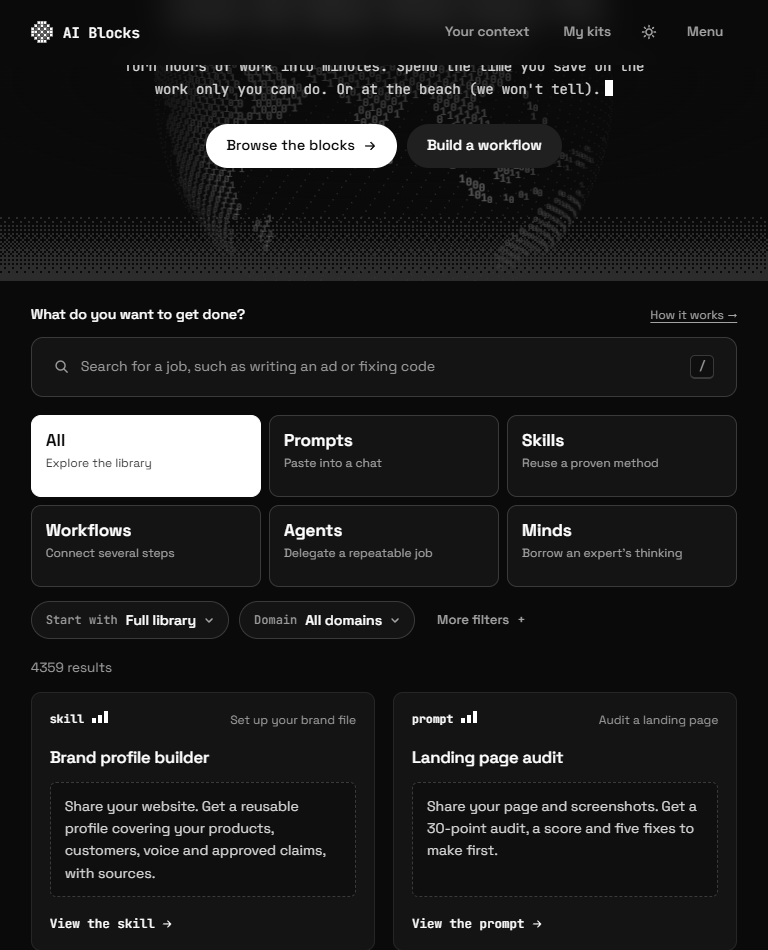 AI Blocks
Your context
My kits
Menu
Turn hours of work into minutes. Spend the time you save on the
work only you can do. Or at the beach (we won't tell).
Browse the blocks →
Build a workflow
What do you want to get done?
How it works →
Search for a job, such as writing an ad or fixing code
/
All
Explore the library
Prompts
Paste into a chat
Skills
Reuse a proven method
Workflows
Connect several steps
Agents
Delegate a repeatable job
Minds
Borrow an expert's thinking
Start with Full library
Domain All domains
More filters +
4359 results
skill
Set up your brand file
Brand profile builder
Share your website. Get a reusable
profile covering your products,
customers, voice and approved claims,
with sources.
View the skill →
prompt
Audit a landing page
Landing page audit
Share your page and screenshots. Get a
30-point audit, a score and five fixes to
make first.
View the prompt →